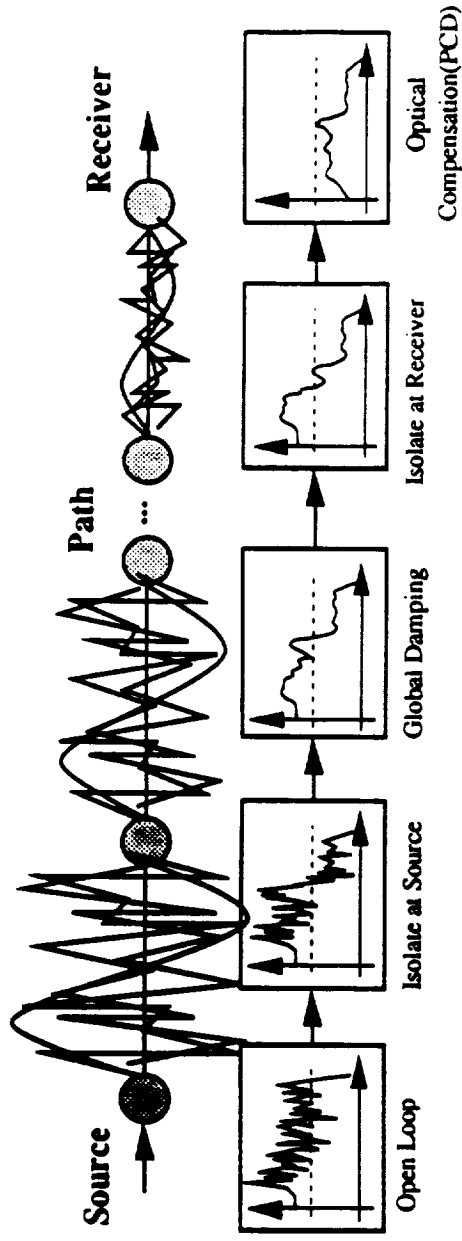 Source
Path
...
Receiver
Open Loop
Isolate at Source
Global Damping
Isolate at Receiver
Optical
Compensation(PCD)